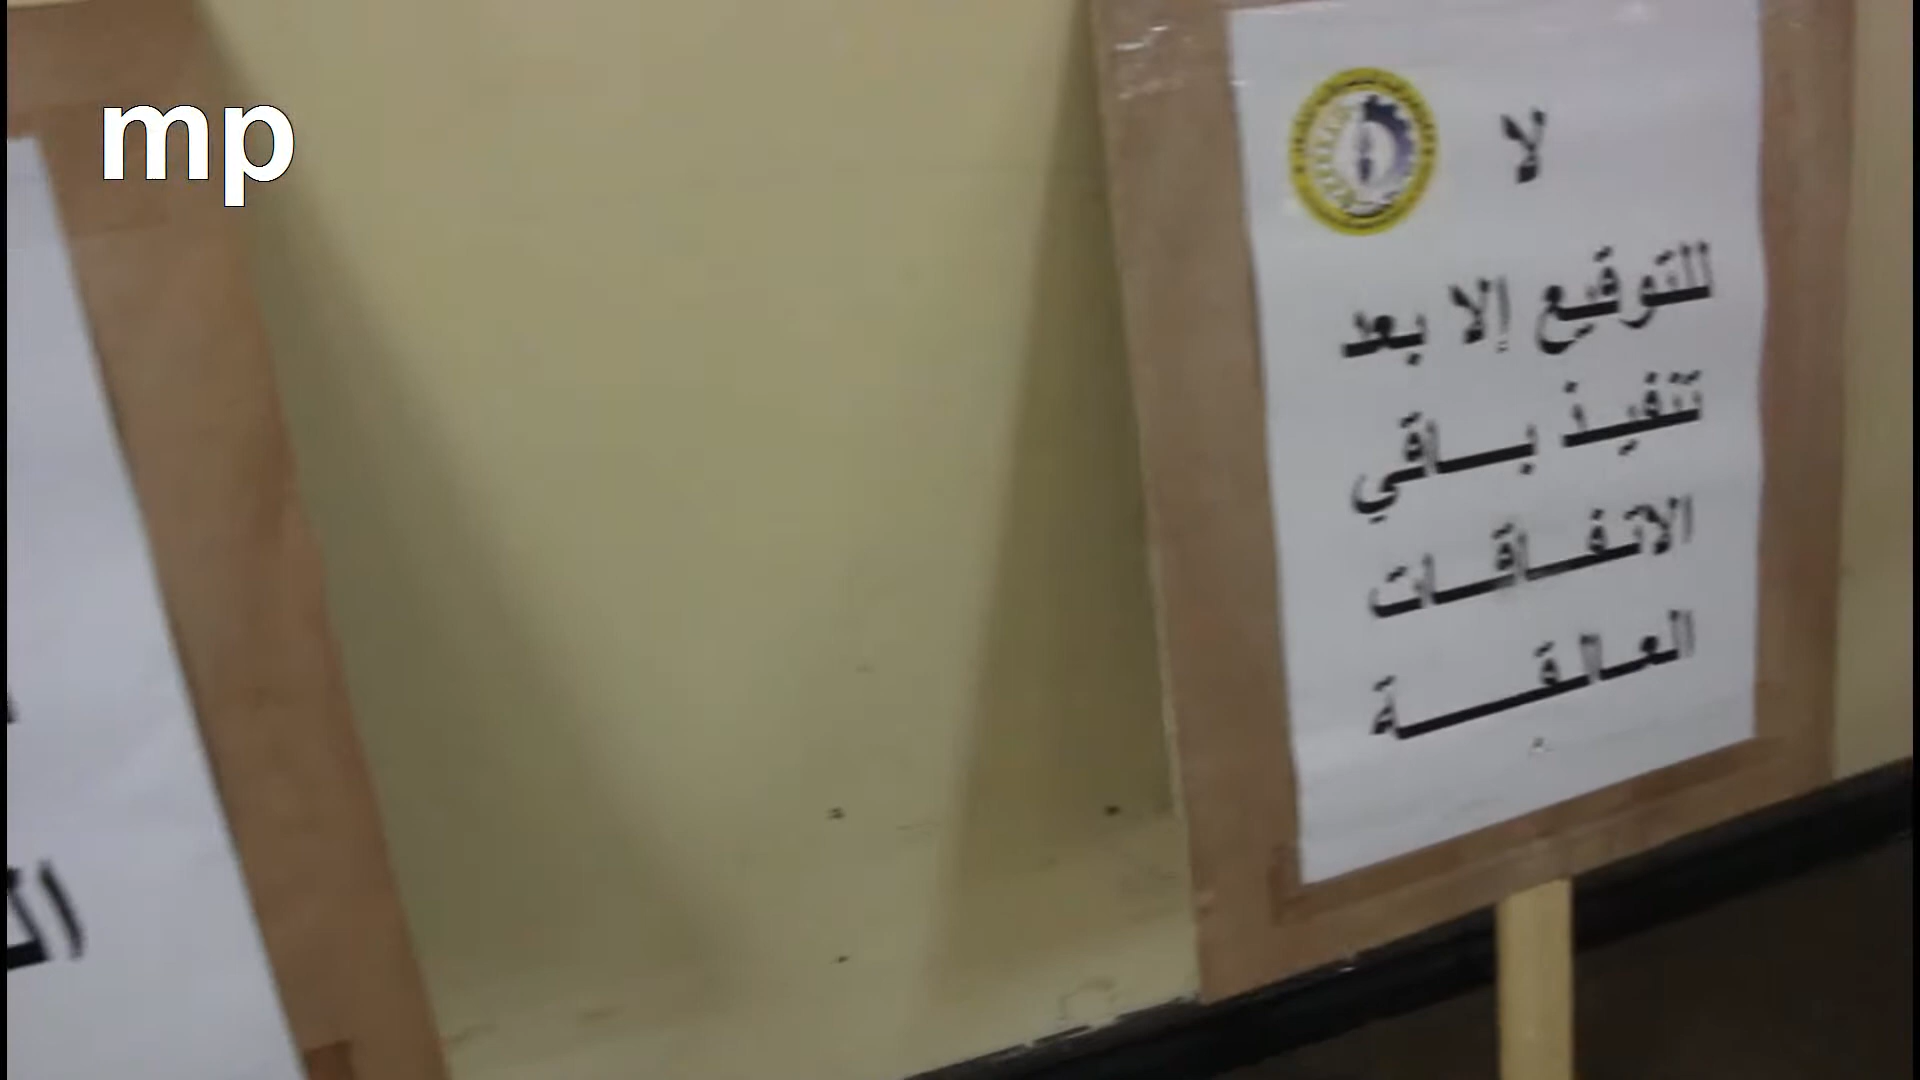 mp
لا
للتوقيع إلا بعد
تنفيذ باقي
الاتفاقات
العالقة